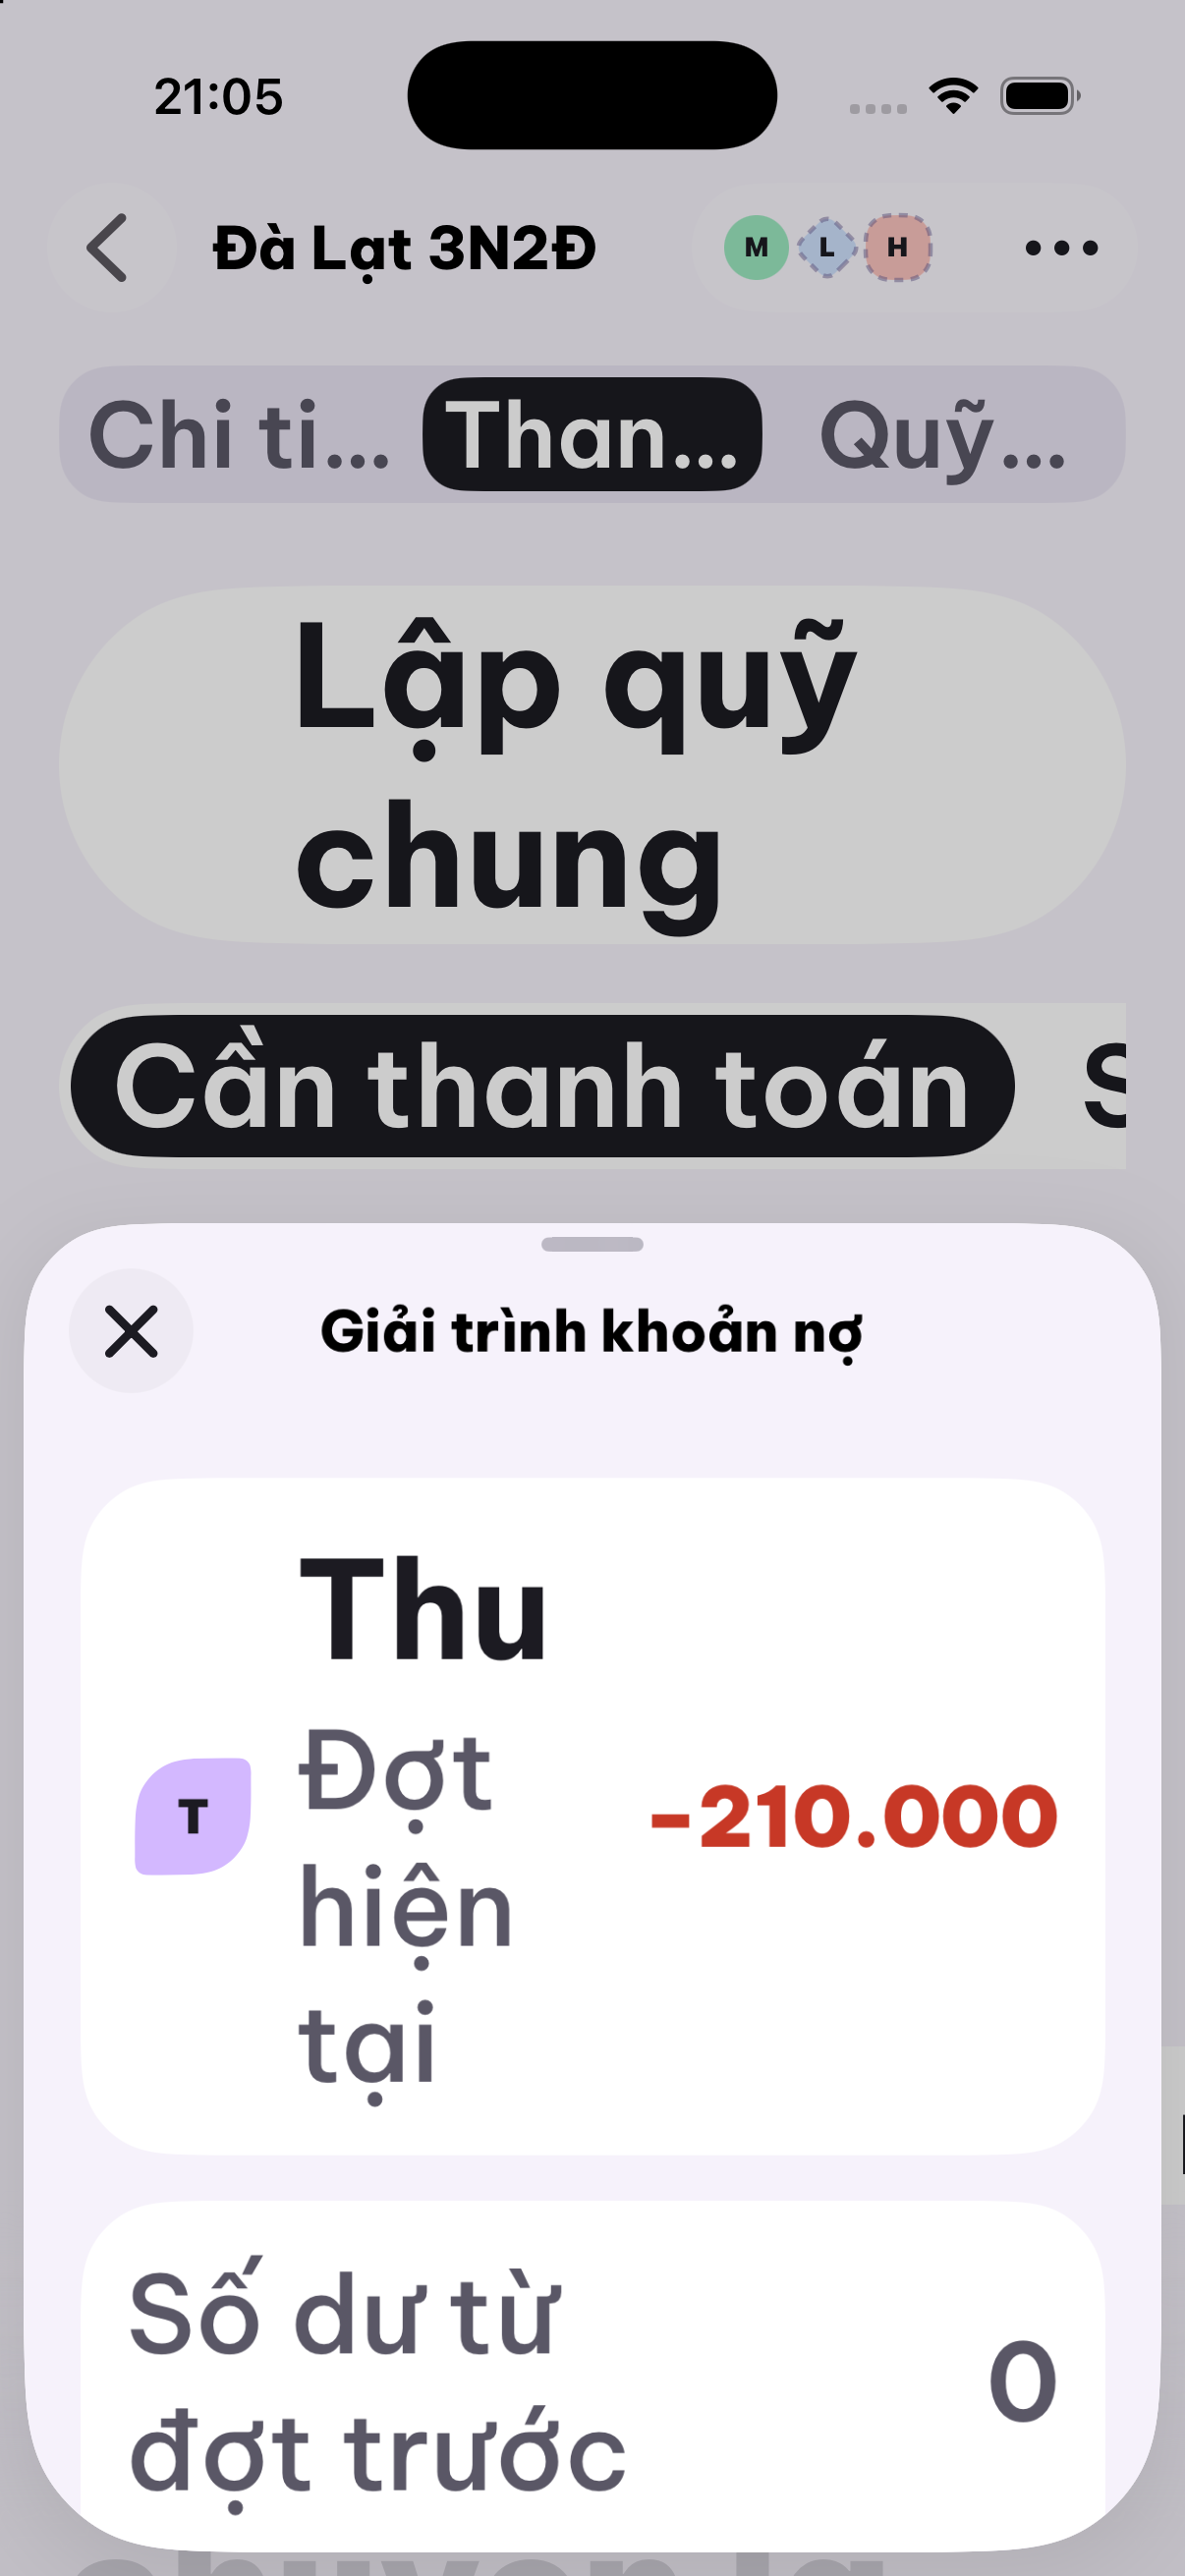 21:05
Đà Lạt 3N2Đ
M L H
Chi ti... Than... Quỹ...
Lập quỹ
chung
Cần thanh toán S
Giải trình khoản nợ
Thu
Đợt
hiện
tại
T
-210.000
Số dư từ
đợt trước
0